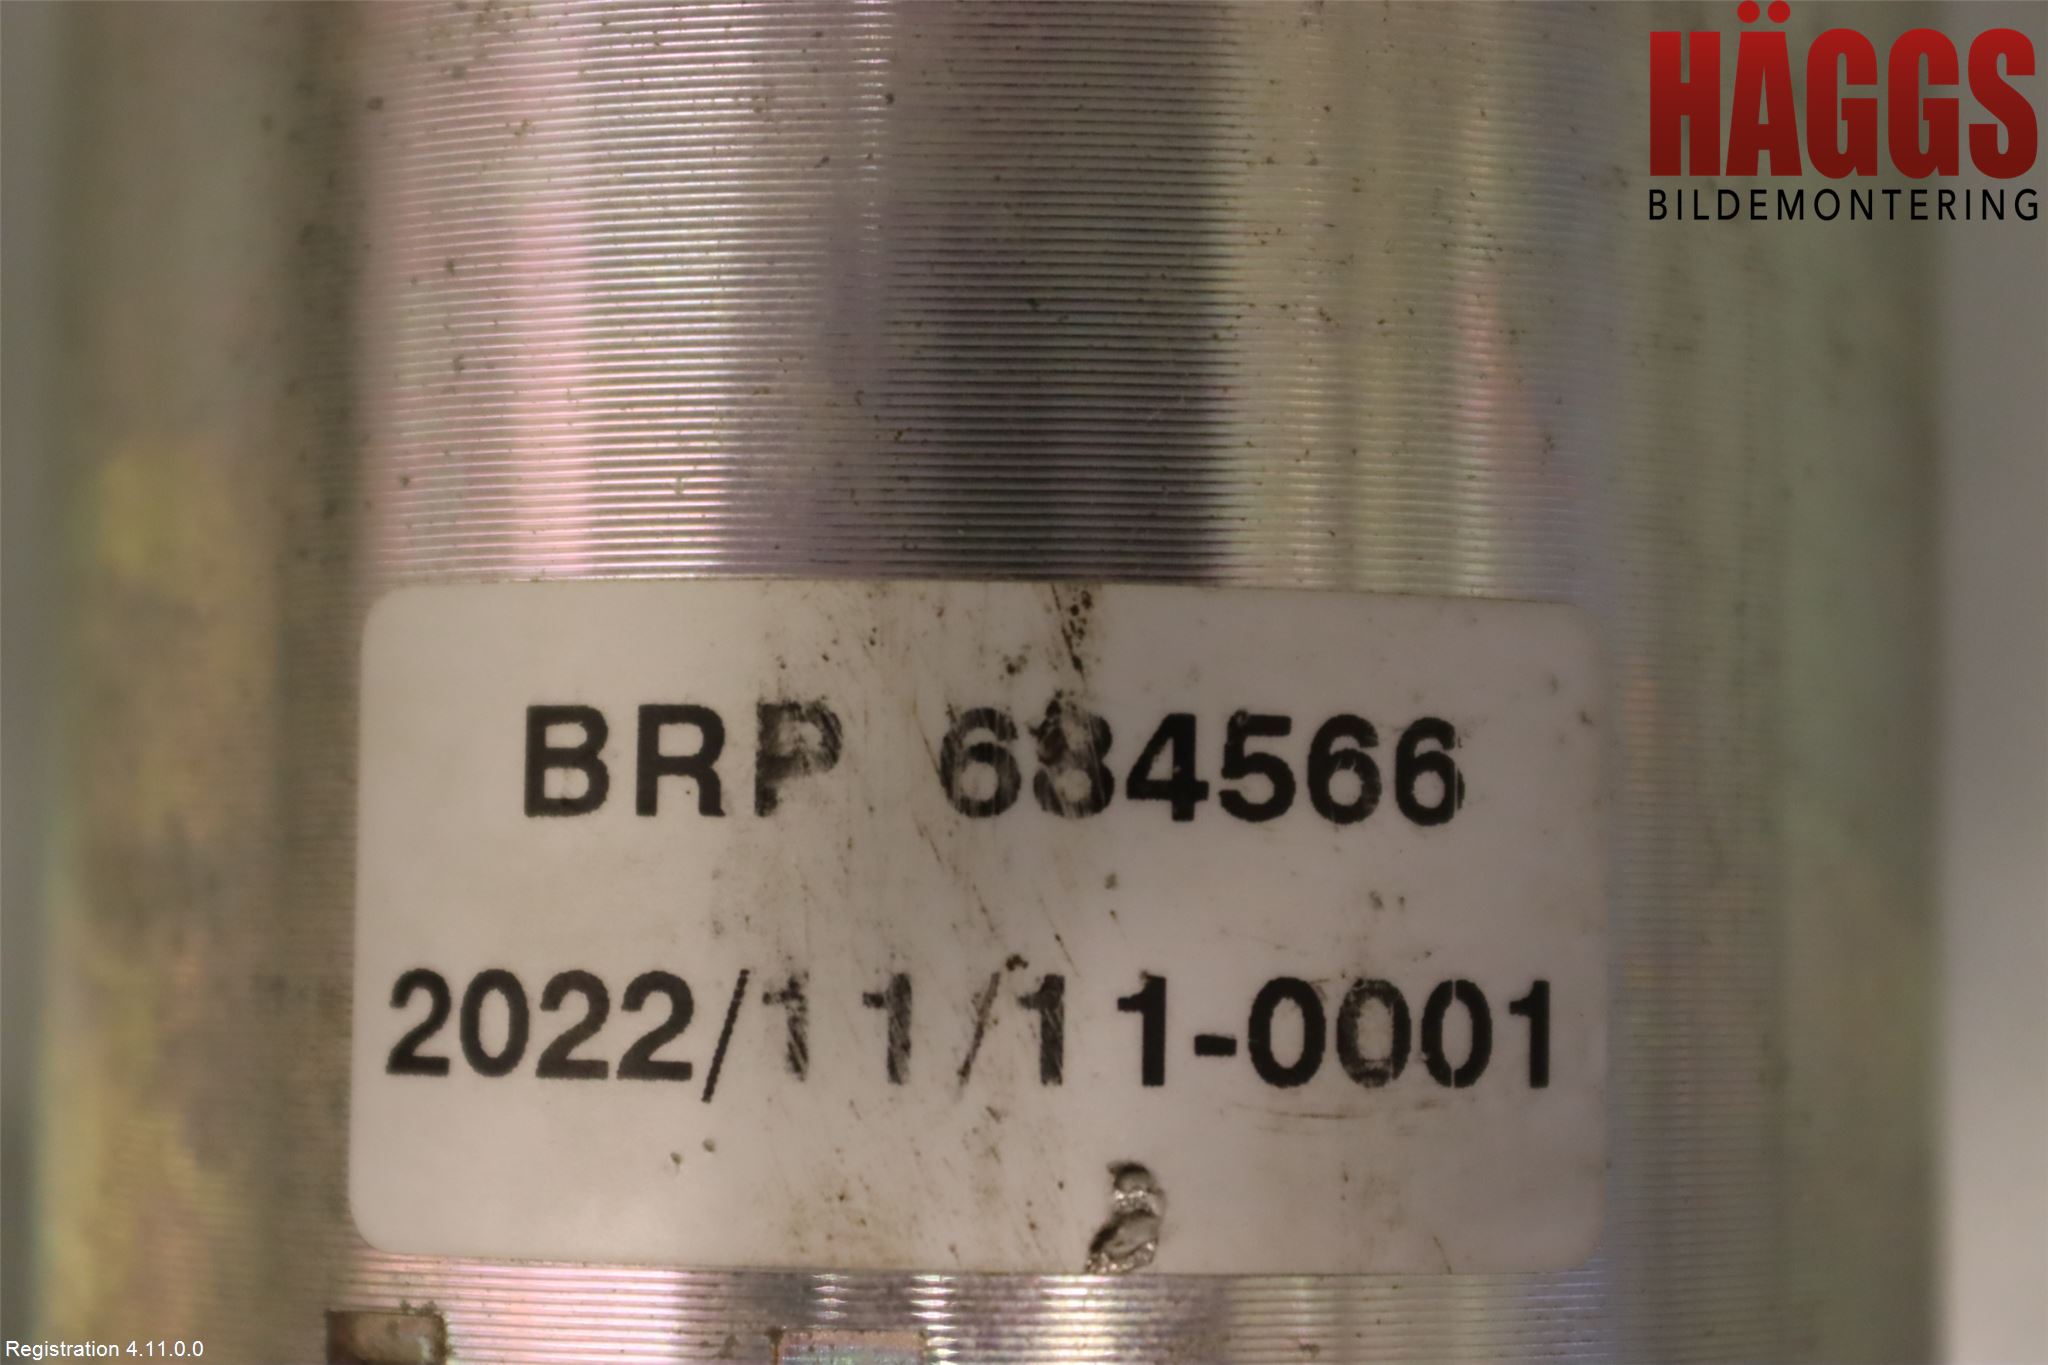 HÄGGS
BILDEMONTERING
BRP 684566
2022/11/11-0001
Registration 4.11.0.0